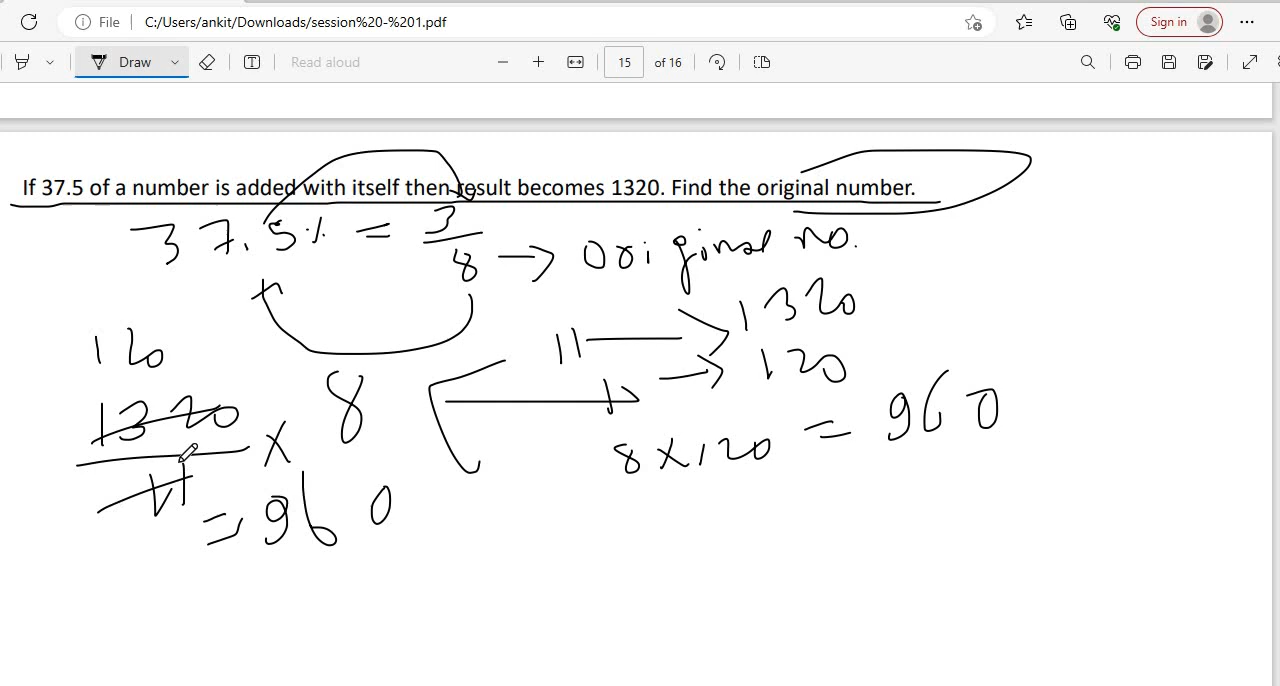 File C:/Users/ankit/Downloads/session%20-%201.pdf Sign in
Draw Read aloud 15 of 16
If 37.5 of a number is added with itself then result becomes 1320. Find the original number.
37.5% = 3/8 → Original no.
11 → 1320
1 → 120
8 × 120 = 960
120
1320/11 × 8
= 960